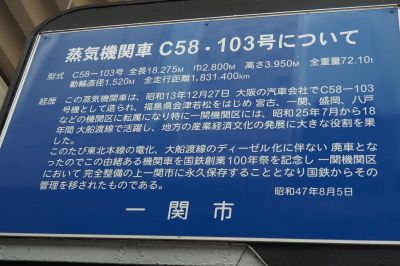 蒸気機関車 C58・103号について
型式 C58ー103号 全長18.275M 巾2.800M 高さ3.950M 全重量72.10t
動輪直径1.520M 全走行距離1,831.400km
経歴 この蒸気機関車は、昭和13年12月27日 大阪の汽車会社でC58ー103
号機として造られ、福島県会津若松をはじめ 宮古、一関、盛岡、八戸
などの機関区に転属になり特に一関機関区には、昭和25年7月から18
年間 大船渡線で活躍し、地方の産業経済文化の発展に大きな役割を果
した。
このたび東北本線の電化、大船渡線のディーゼル化に伴ない 廃車とな
ったのでこの由緒ある機関車を国鉄創業100年祭を記念し 一関機関区
において 完全整備の上一関市に永久保存することとなり国鉄からその
管理を移されたものである。
昭和47年8月5日
一関市